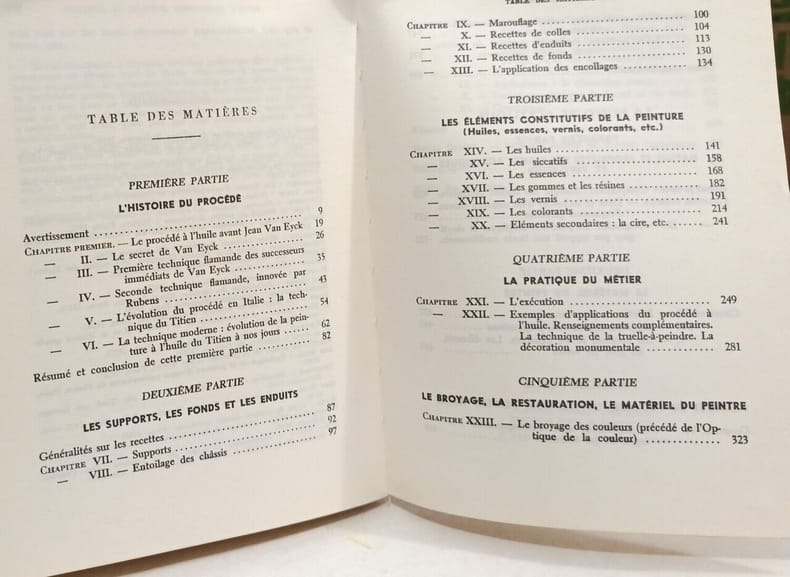 TABLE DES MATIÈRES
PREMIÈRE PARTIE
L'HISTOIRE DU PROCÉDÉ
Avertissement ........ 9
CHAPITRE PREMIER. — Le procédé à l'huile avant Jean Van Eyck 19
— II. — Le secret de Van Eyck ........ 26
— III. — Première technique flamande des successeurs
immédiats de Van Eyck ........ 35
— IV. — Seconde technique flamande, innovée par
Rubens ........ 43
— V. — L'évolution du procédé en Italie : la tech-
nique du Titien ........ 54
— VI. — La technique moderne : évolution de la pein-
ture à l'huile du Titien à nos jours ........ 62
Résumé et conclusion de cette première partie ........ 82
DEUXIÈME PARTIE
LES SUPPORTS, LES FONDS ET LES ENDUITS
Généralités sur les recettes ........ 87
CHAPITRE VII. — Supports ........ 92
— VIII. — Entoilage des châssis ........ 97
TABLE DES MATIÈRES
CHAPITRE IX. — Marouflage ........ 100
— X. — Recettes de colles ........ 104
— XI. — Recettes d'enduits ........ 113
— XII. — Recettes de fonds ........ 130
— XIII. — L'application des encollages ........ 134
TROISIÈME PARTIE
LES ÉLÉMENTS CONSTITUTIFS DE LA PEINTURE
(Huiles, essences, vernis, colorants, etc.)
CHAPITRE XIV. — Les huiles ........ 141
— XV. — Les siccatifs ........ 158
— XVI. — Les essences ........ 168
— XVII. — Les gommes et les résines ........ 182
— XVIII. — Les vernis ........ 191
— XIX. — Les colorants ........ 214
— XX. — Eléments secondaires : la cire, etc. ...... 241
QUATRIÈME PARTIE
LA PRATIQUE DU MÉTIER
CHAPITRE XXI. — L'exécution ........ 249
— XXII. — Exemples d'applications du procédé à
l'huile. Renseignements complémentaires.
La technique de la truelle-à-peindre. La
décoration monumentale ........ 281
CINQUIÈME PARTIE
LE BROYAGE, LA RESTAURATION, LE MATÉRIEL DU PEINTRE
CHAPITRE XXIII. — Le broyage des couleurs (précédé de l'Op-
tique de la couleur) ........ 323